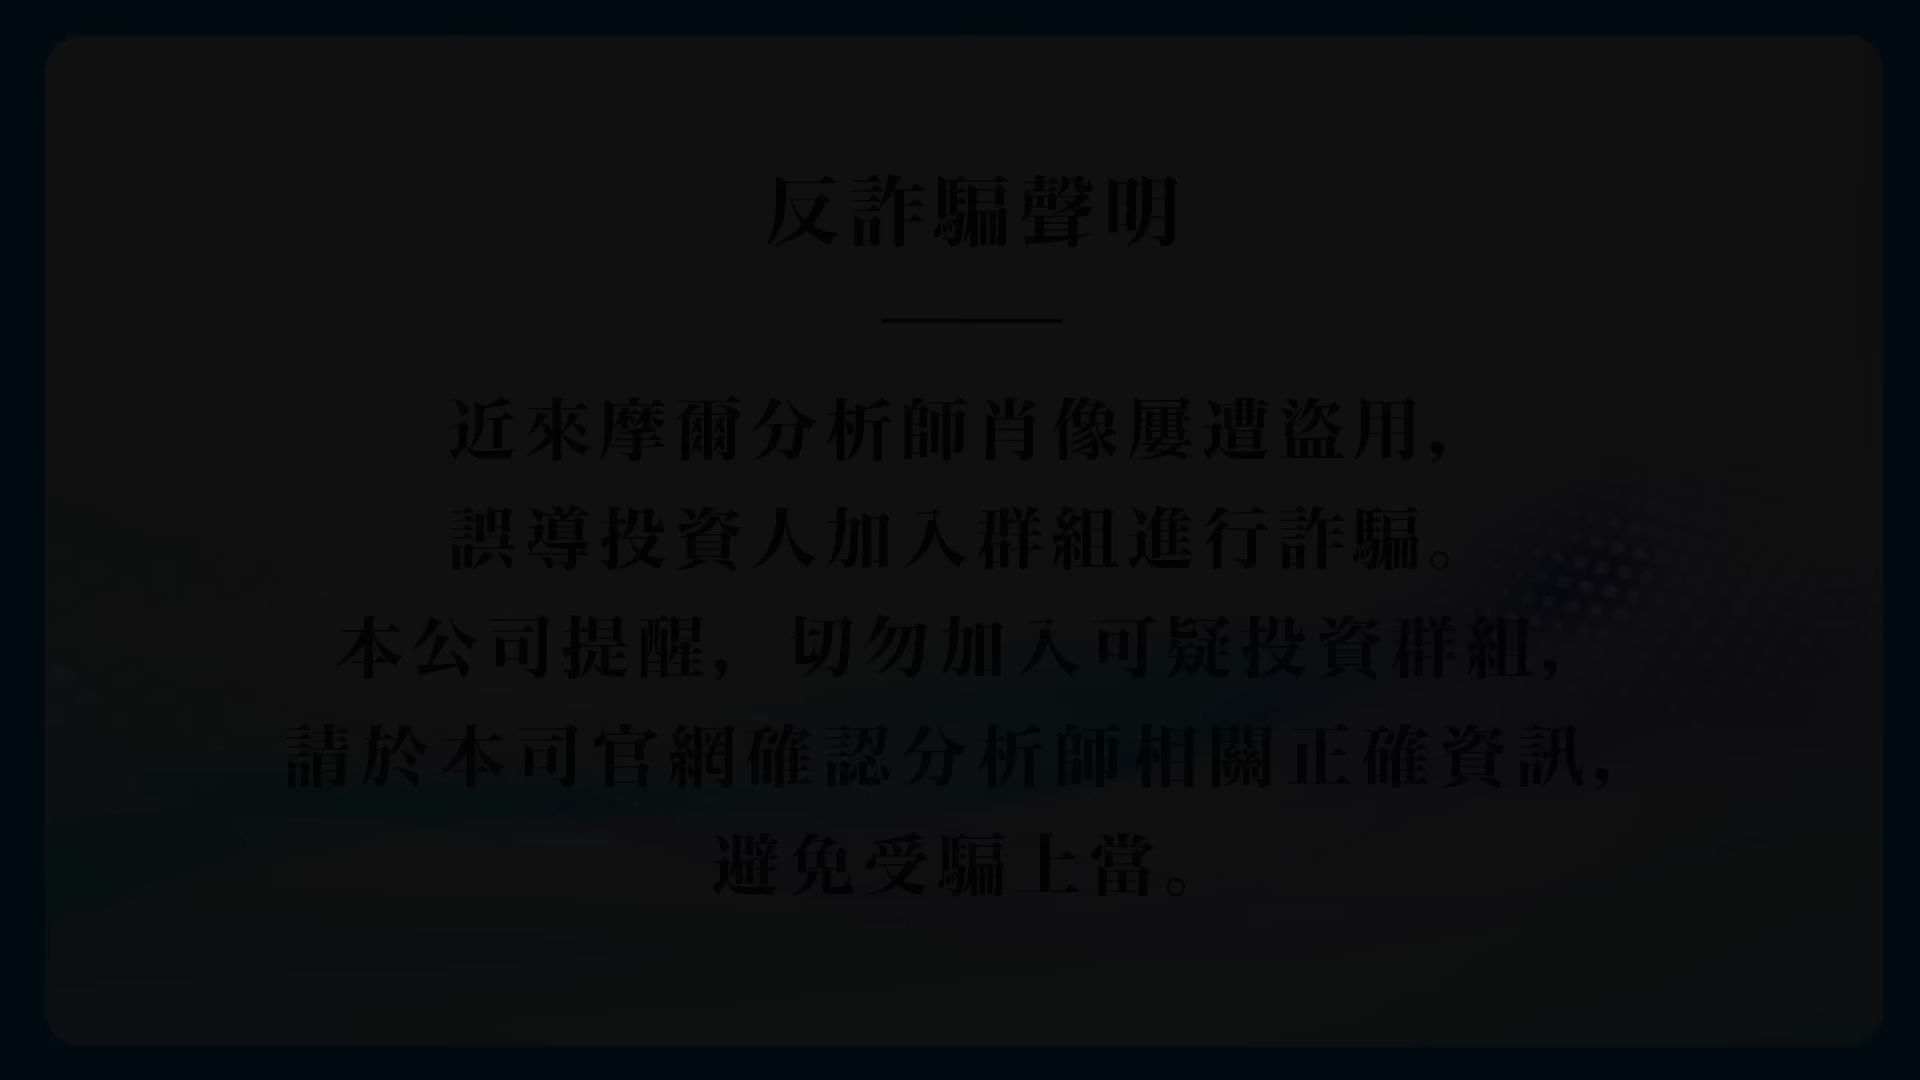 反詐騙聲明
近來摩爾分析師肖像屢遭盜用，
誤導投資人加入群組進行詐騙。
本公司提醒，切勿加入可疑投資群組，
請於本司官網確認分析師相關正確資訊，
避免受騙上當。